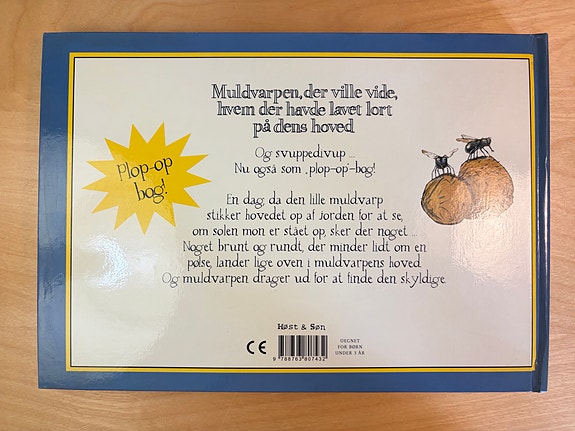 Muldvarpen, der ville vide,
hvem der havde lavet lort
på dens hoved
Og svuppedivup ...
Nu også som „plop-op"-bog!
Plop-op
bog!
En dag, da den lille muldvarp
stikker hovedet op af jorden for at se,
om solen mon er stået op, sker der noget ...
Noget brunt og rundt, der minder lidt om en
pølse, lander lige oven i muldvarpens hoved.
Og muldvarpen drager ud for at finde den skyldige.
Høst & Søn
CE
9 788763 807432
UEGNET
FOR BØRN
UNDER 3 ÅR